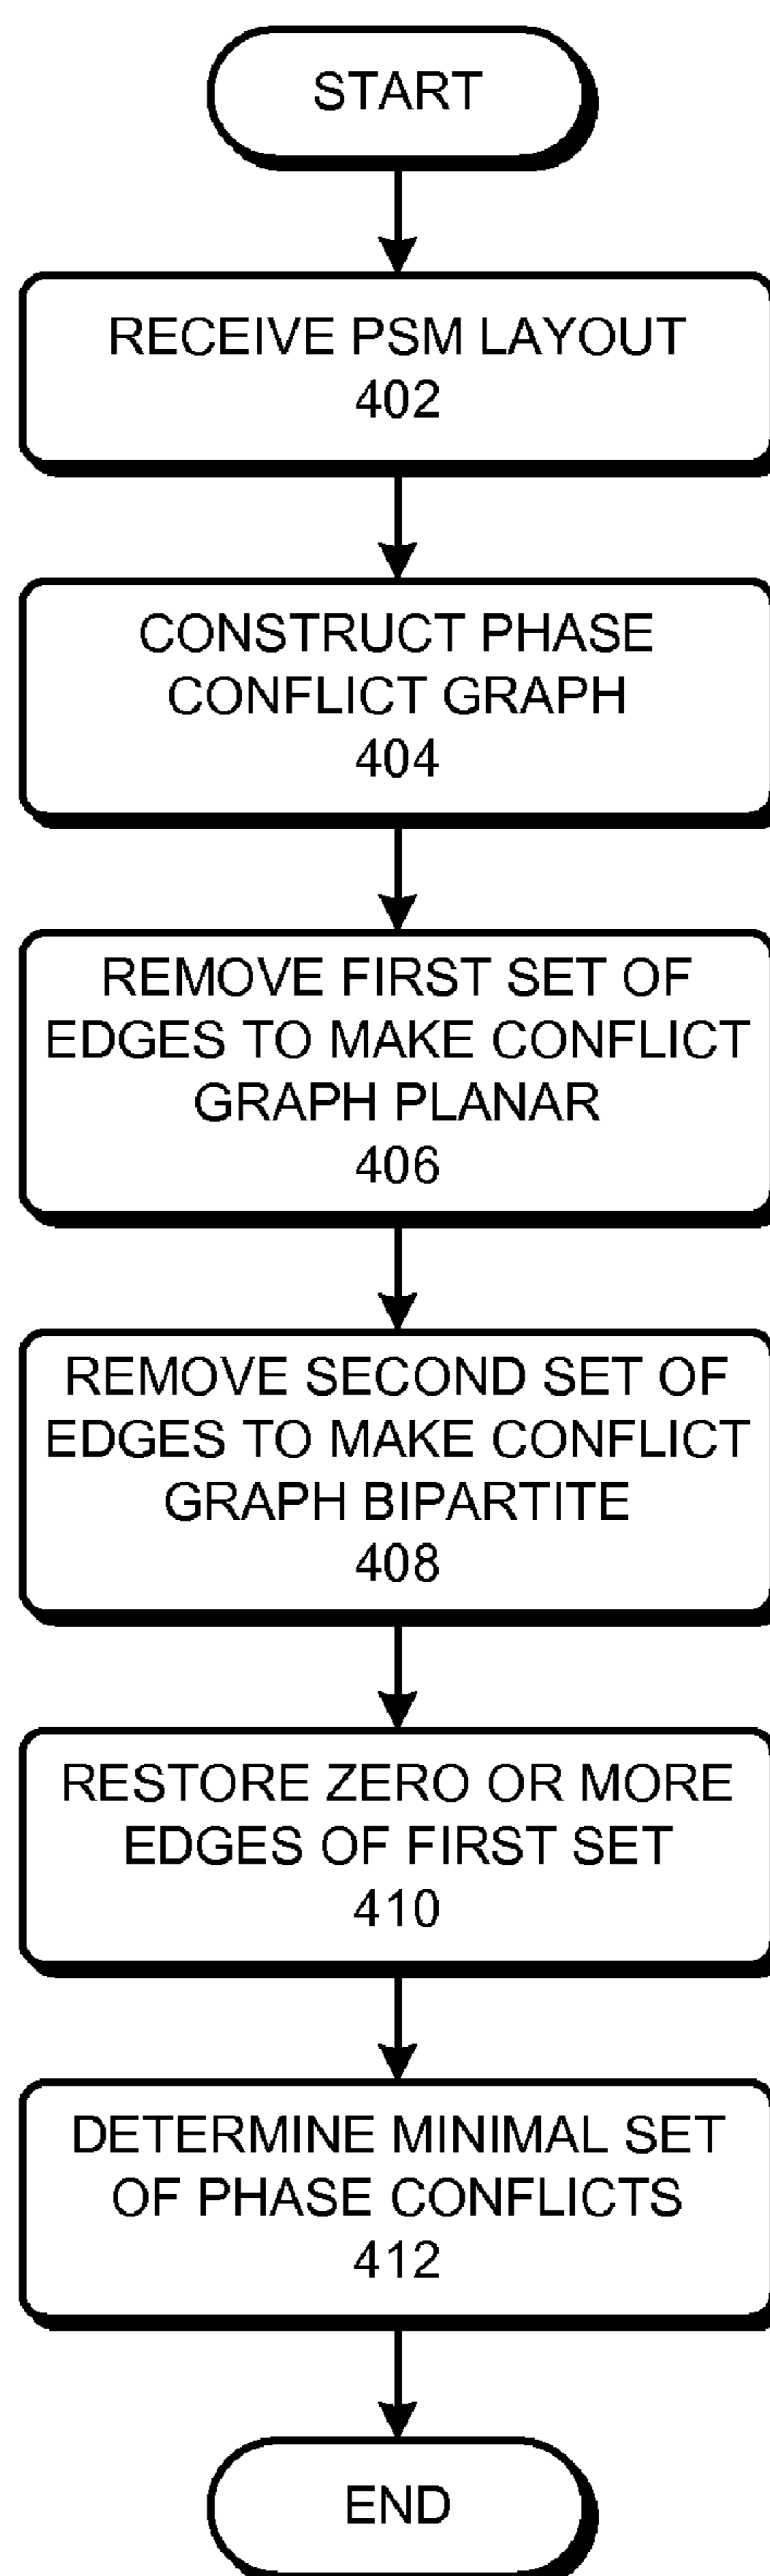 START
RECEIVE PSM LAYOUT
402
CONSTRUCT PHASE
CONFLICT GRAPH
404
REMOVE FIRST SET OF
EDGES TO MAKE CONFLICT
GRAPH PLANAR
406
REMOVE SECOND SET OF
EDGES TO MAKE CONFLICT
GRAPH BIPARTITE
408
RESTORE ZERO OR MORE
EDGES OF FIRST SET
410
DETERMINE MINIMAL SET
OF PHASE CONFLICTS
412
END